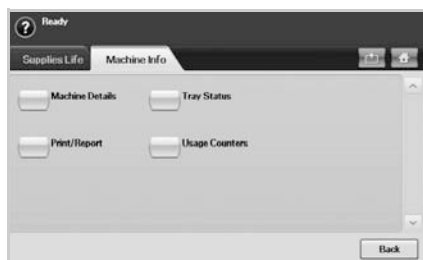 Ready
Supplies Life Machine Info
Machine Details Tray Status
Print/Report Usage Counters
Back